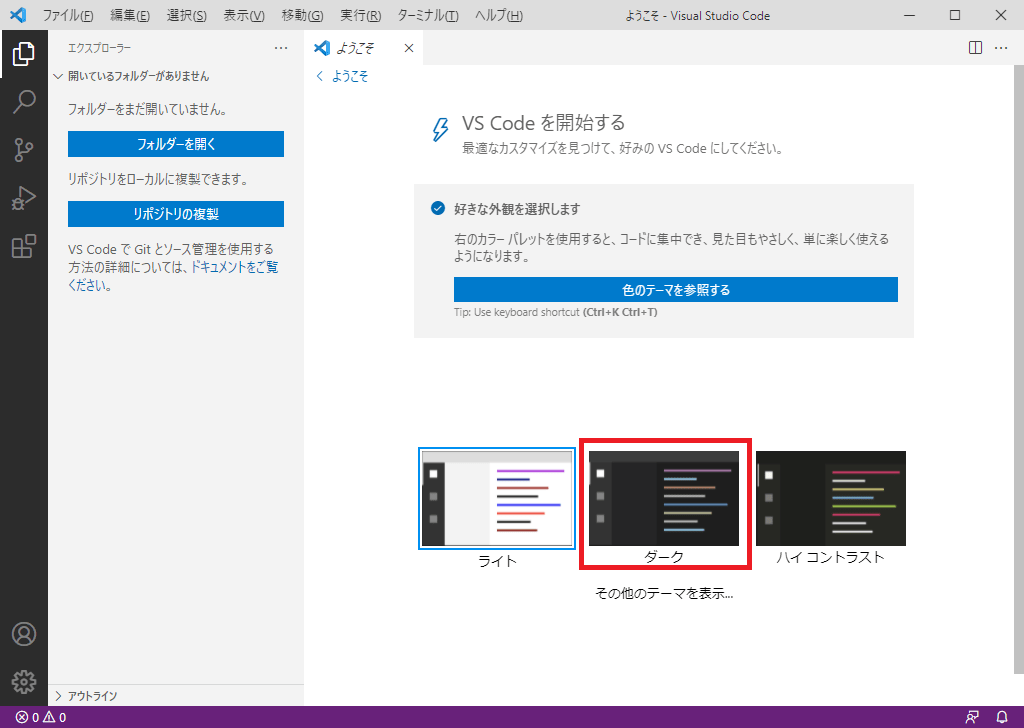 ファイル(F) 編集(E) 選択(S) 表示(V) 移動(G) 実行(R) ターミナル(T) ヘルプ(H) ようこそ - Visual Studio Code
エクスプローラー
開いているフォルダーがありません
フォルダーをまだ開いていません。
フォルダーを開く
リポジトリをローカルに複製できます。
リポジトリの複製
VS Code で Git とソース管理を使用する
方法の詳細については、ドキュメントをご覧
ください。
アウトライン
ようこそ
ようこそ
VS Code を開始する
最適なカスタマイズを見つけて、好みの VS Code にしてください。
好きな外観を選択します
右のカラー パレットを使用すると、コードに集中でき、見た目もやさしく、単に楽しく使える
ようになります。
色のテーマを参照する
Tip: Use keyboard shortcut (Ctrl+K Ctrl+T)
ライト
ダーク
ハイ コントラスト
その他のテーマを表示...
0 0